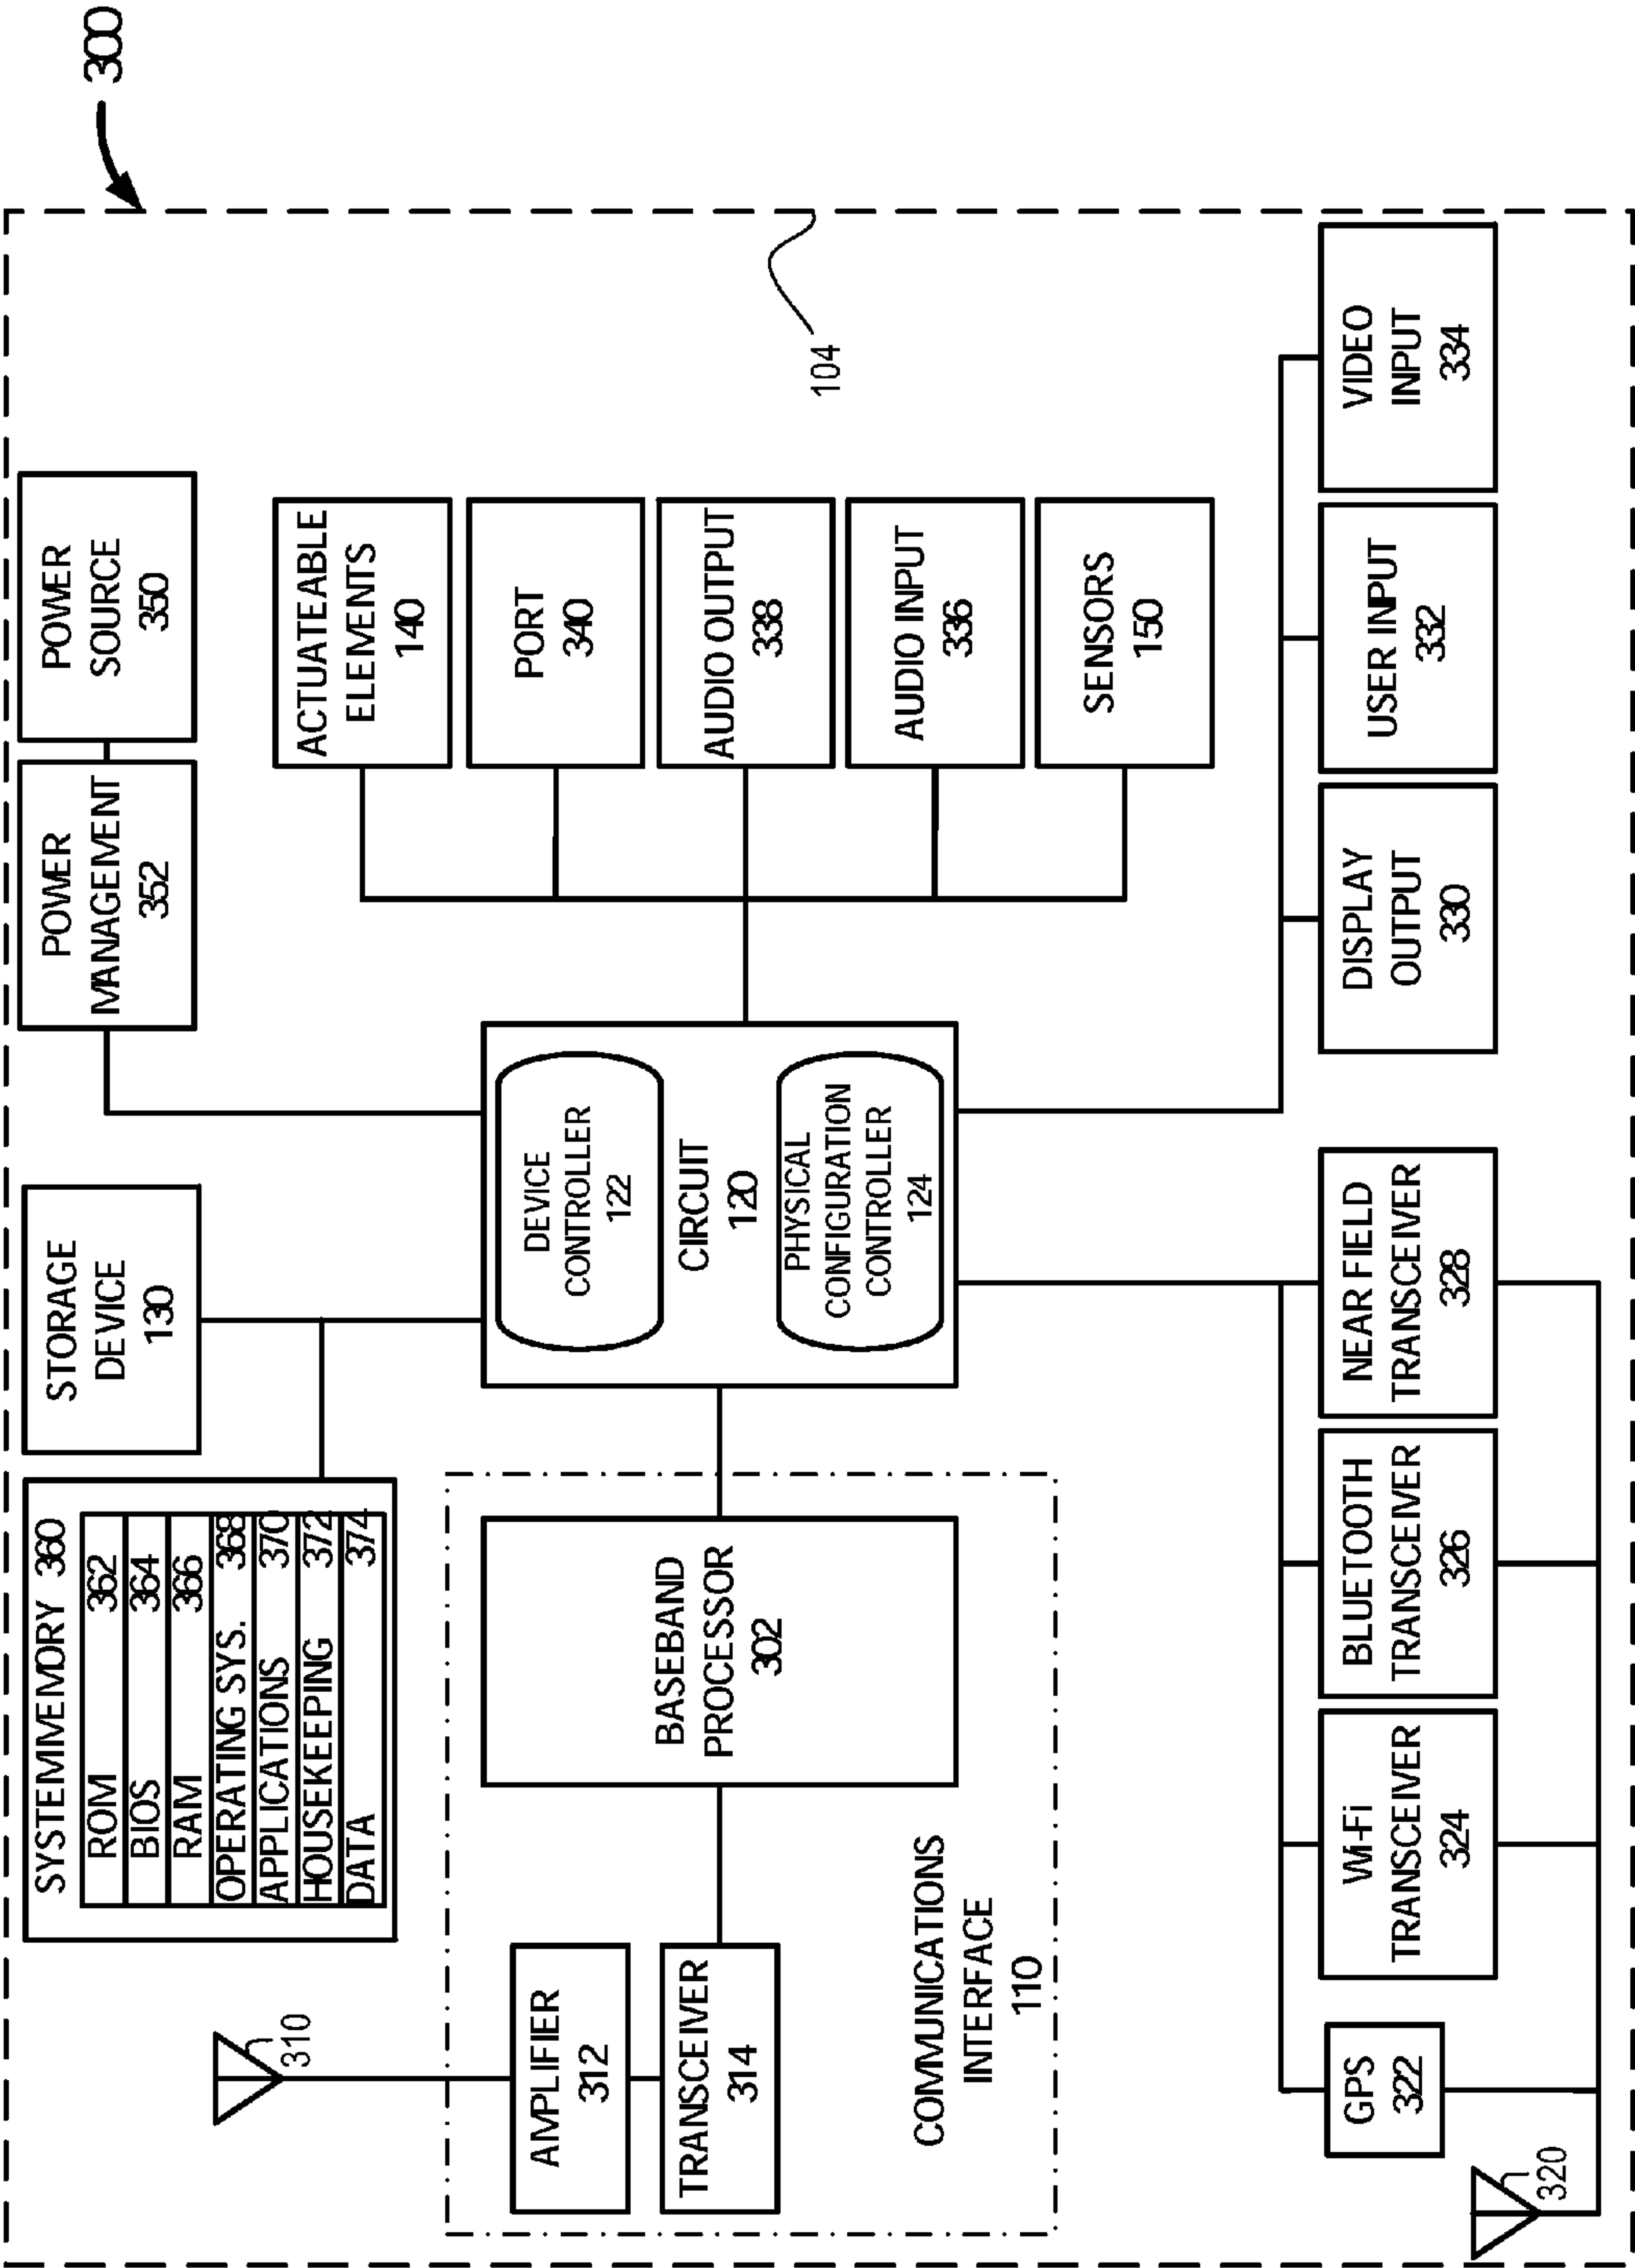 300
SYSTEM MEMORY 360
ROM 362
BIOS 364
RAM 366
OPERATING SYS. 368
APPLICATIONS 370
HOUSEKEEPING 372
DATA 374
STORAGE
DEVICE
130
POWER
MANAGEMENT
352
POWER
SOURCE
350
310
AMPLIFIER
312
TRANSCEIVER
314
BASEBAND
PROCESSOR
302
COMMUNICATIONS
INTERFACE
110
DEVICE
CONTROLLER
122
CIRCUIT
120
PHYSICAL
CONFIGURATION
CONTROLLER
124
ACTUATEABLE
ELEMENTS
140
PORT
340
AUDIO OUTPUT
338
AUDIO INPUT
336
SENSORS
150
104
320
GPS
322
Wi-Fi
TRANSCEIVER
324
BLUETOOTH
TRANSCEIVER
326
NEAR FIELD
TRANSCEIVER
328
DISPLAY
OUTPUT
330
USER INPUT
332
VIDEO
INPUT
334